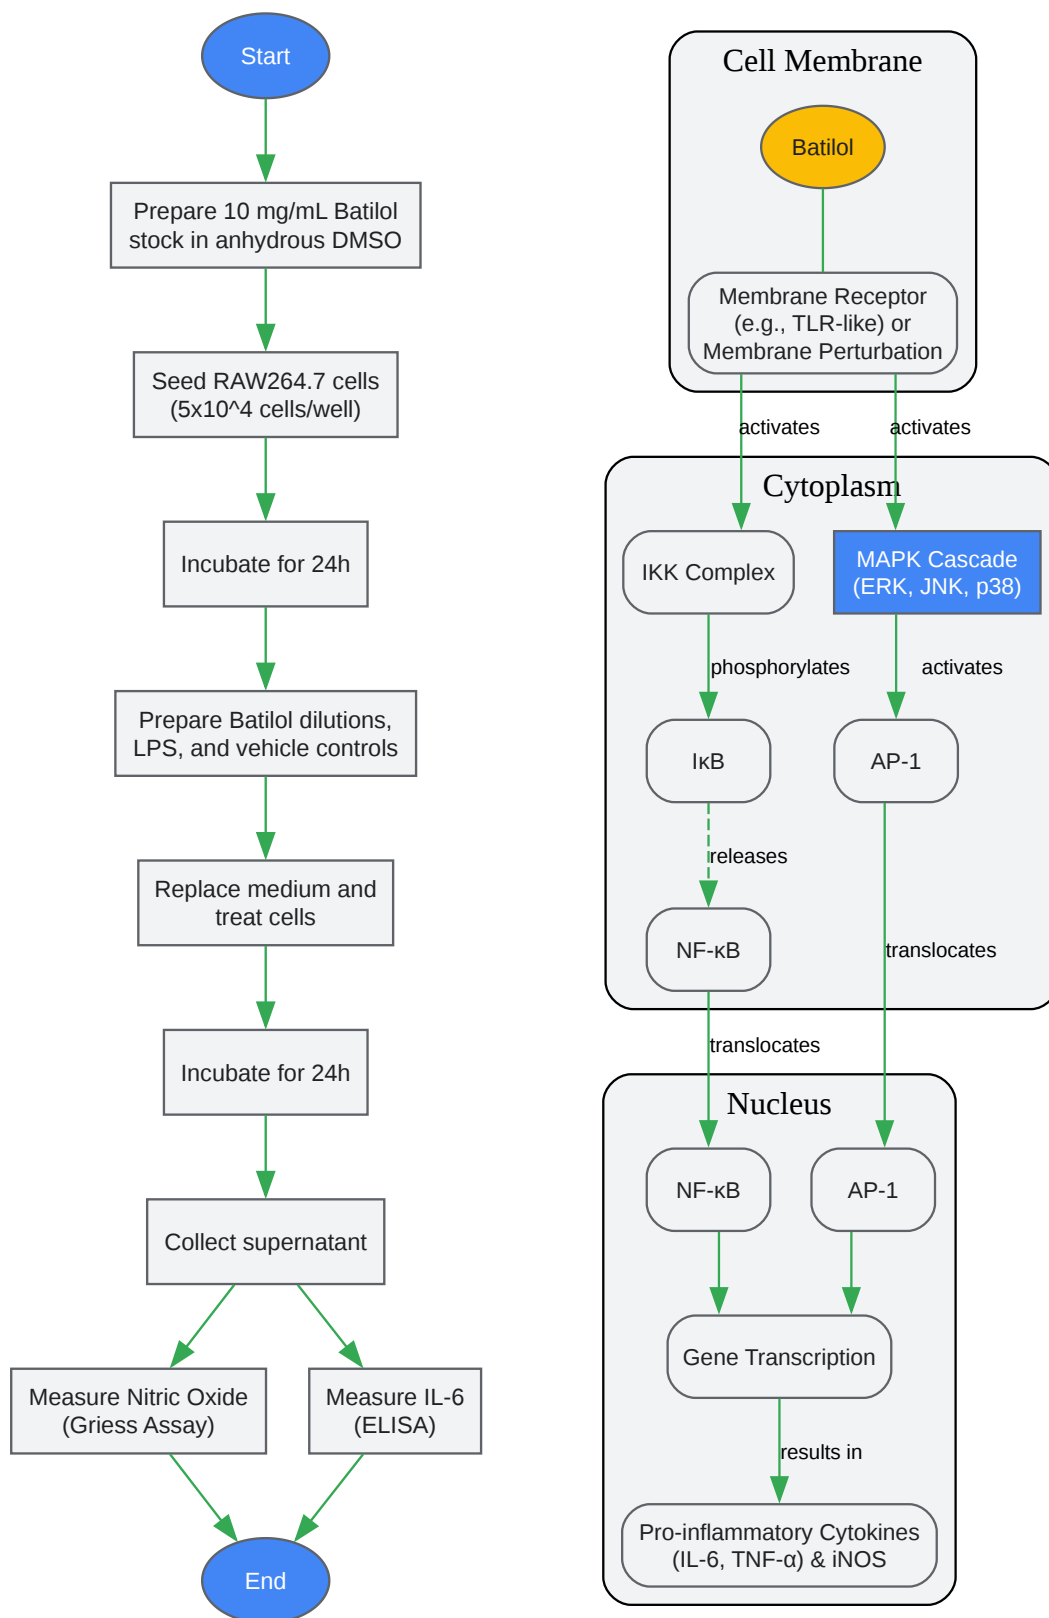 Start
Prepare 10 mg/mL Batilol
stock in anhydrous DMSO
Seed RAW264.7 cells
(5x10^4 cells/well)
Incubate for 24h
Prepare Batilol dilutions,
LPS, and vehicle controls
Replace medium and
treat cells
Incubate for 24h
Collect supernatant
Measure Nitric Oxide
(Griess Assay)
Measure IL-6
(ELISA)
End
Cell Membrane
Batilol
Membrane Receptor
(e.g., TLR-like) or
Membrane Perturbation
activates
activates
Cytoplasm
IKK Complex
MAPK Cascade
(ERK, JNK, p38)
phosphorylates
activates
IκB
AP-1
releases
NF-κB
translocates
translocates
Nucleus
NF-κB
AP-1
Gene Transcription
results in
Pro-inflammatory Cytokines
(IL-6, TNF-α) & iNOS